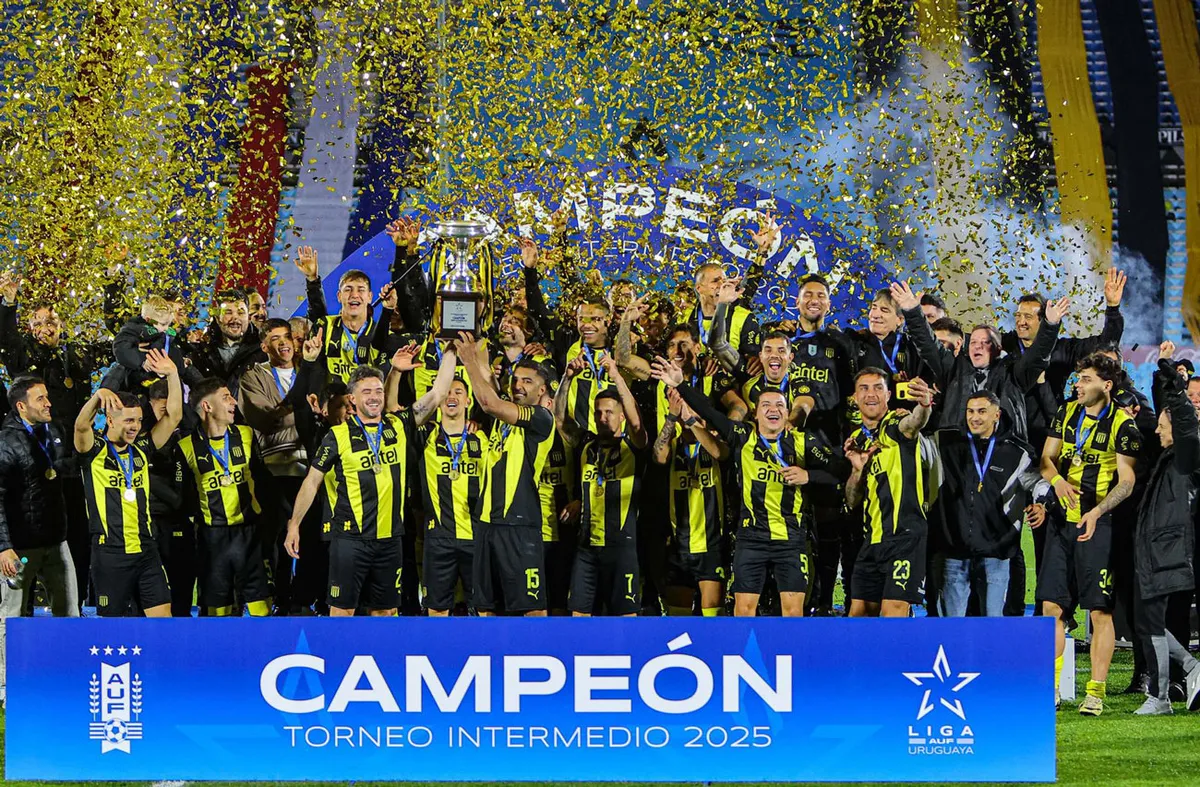 CAMPEÓN
antel
antel
antel
antel
antel
antel
antel
antel
15
7
23
34
CAMPEÓN
TORNEO INTERMEDIO 2025
AUF
LIGA
AUF
URUGUAYA